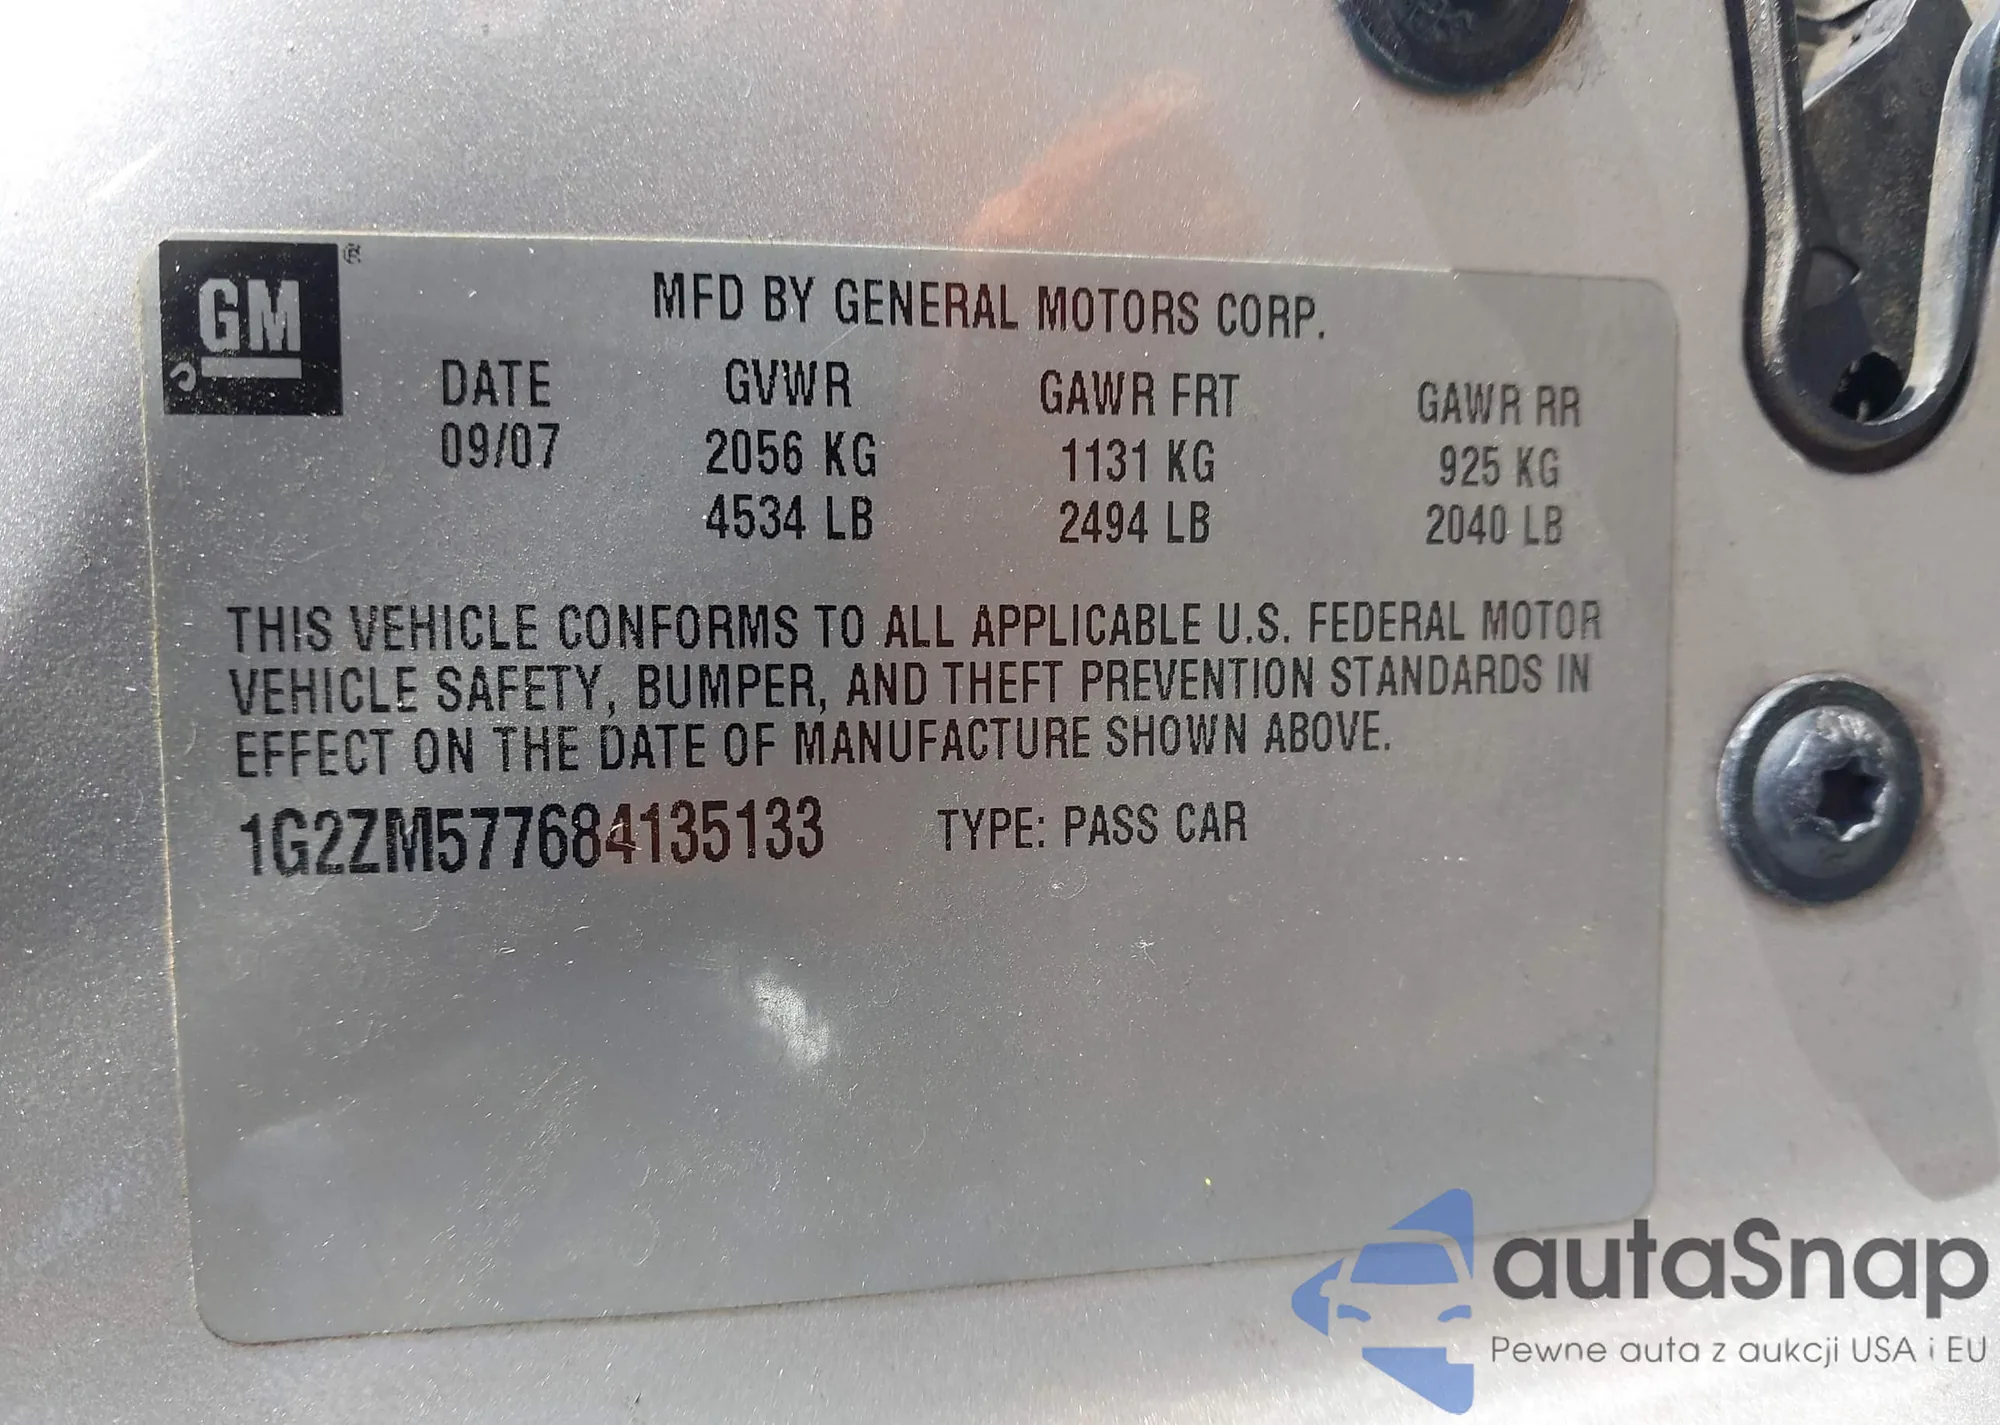 GM ®
MFD BY GENERAL MOTORS CORP.
DATE GVWR GAWR FRT GAWR RR
09/07 2056 KG 1131 KG 925 KG
4534 LB 2494 LB 2040 LB
THIS VEHICLE CONFORMS TO ALL APPLICABLE U.S. FEDERAL MOTOR
VEHICLE SAFETY, BUMPER, AND THEFT PREVENTION STANDARDS IN
EFFECT ON THE DATE OF MANUFACTURE SHOWN ABOVE.
1G2ZM577684135133 TYPE: PASS CAR
autaSnap
Pewne auta z aukcji USA i EU